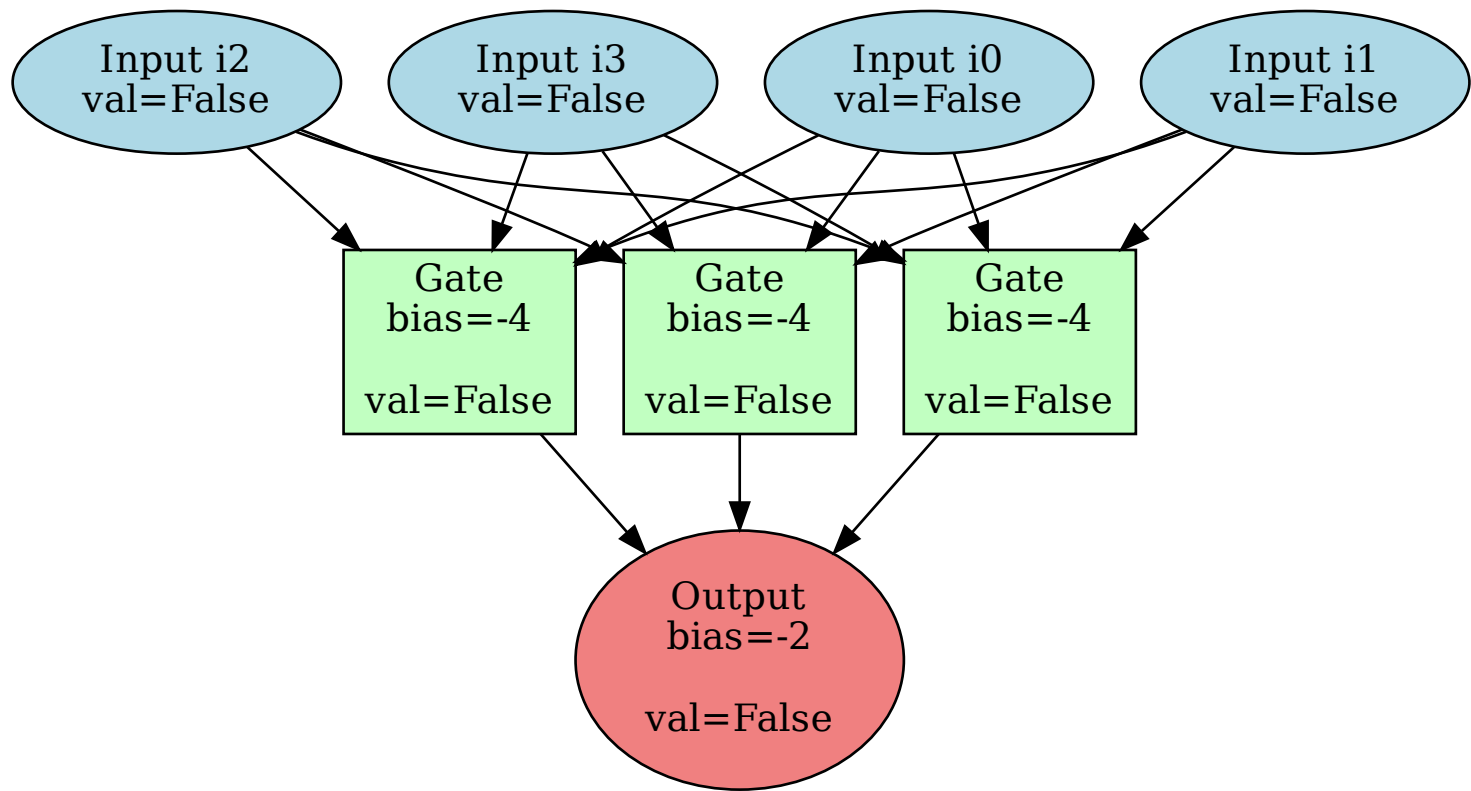 Input i2
val=False
Input i3
val=False
Input i0
val=False
Input i1
val=False
Gate
bias=-4
val=False
Gate
bias=-4
val=False
Gate
bias=-4
val=False
Output
bias=-2
val=False